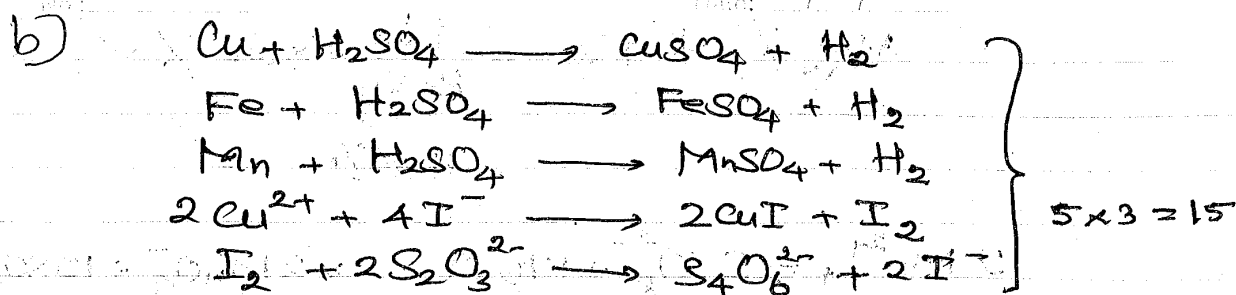 b) Cu + H₂SO₄ → CuSO₄ + H₂
Fe + H₂SO₄ → FeSO₄ + H₂
Mn + H₂SO₄ → MnSO₄ + H₂
2Cu²⁺ + 4I⁻ → 2CuI + I₂
I₂ + 2S₂O₃²⁻ → S₄O₆²⁻ + 2I⁻
5×3=15